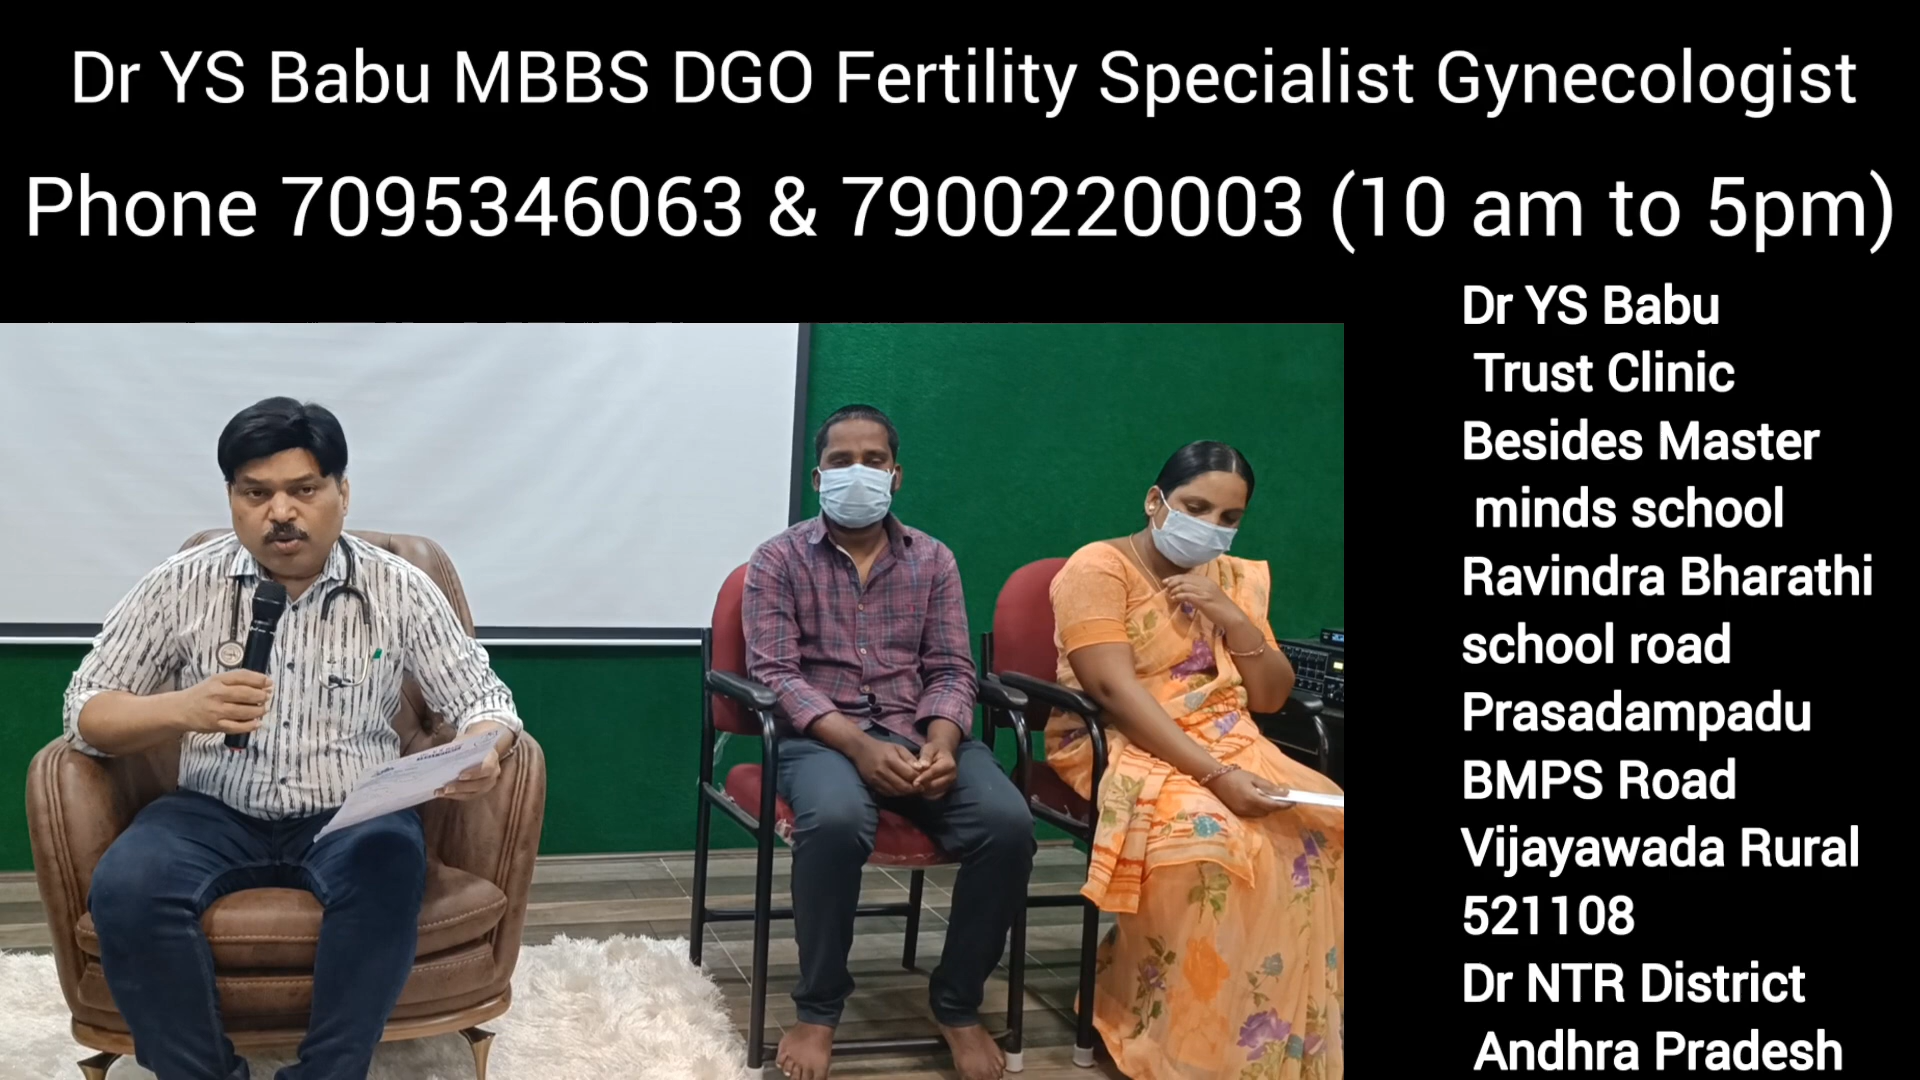 Dr YS Babu MBBS DGO Fertility Specialist Gynecologist
Phone 7095346063 & 7900220003 (10 am to 5pm)
Dr YS Babu
Trust Clinic
Besides Master
minds school
Ravindra Bharathi
school road
Prasadampadu
BMPS Road
Vijayawada Rural
521108
Dr NTR District
Andhra Pradesh